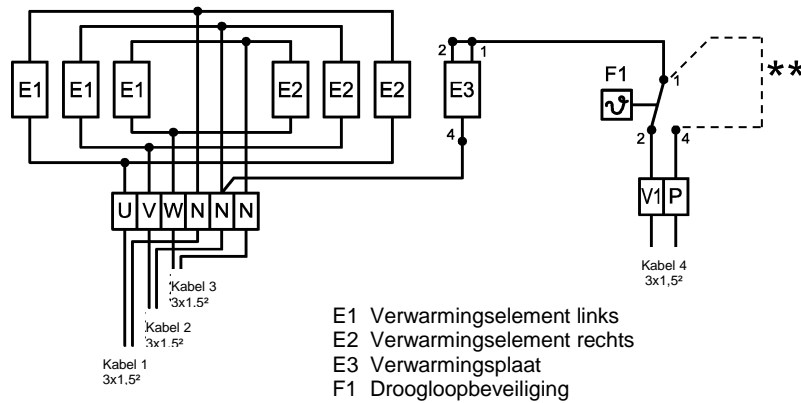 2 1
F1
1
**
E1 E1 E1 E2 E2 E2 E3
ϑ
4
2 4
U V W N N N
V1 P
Kabel 4
3x1,5²
Kabel 3
3x1.5²
Kabel 2
3x1.5²
Kabel 1
3x1,5²
E1 Verwarmingselement links
E2 Verwarmingselement rechts
E3 Verwarmingsplaat
F1 Droogloopbeveiliging